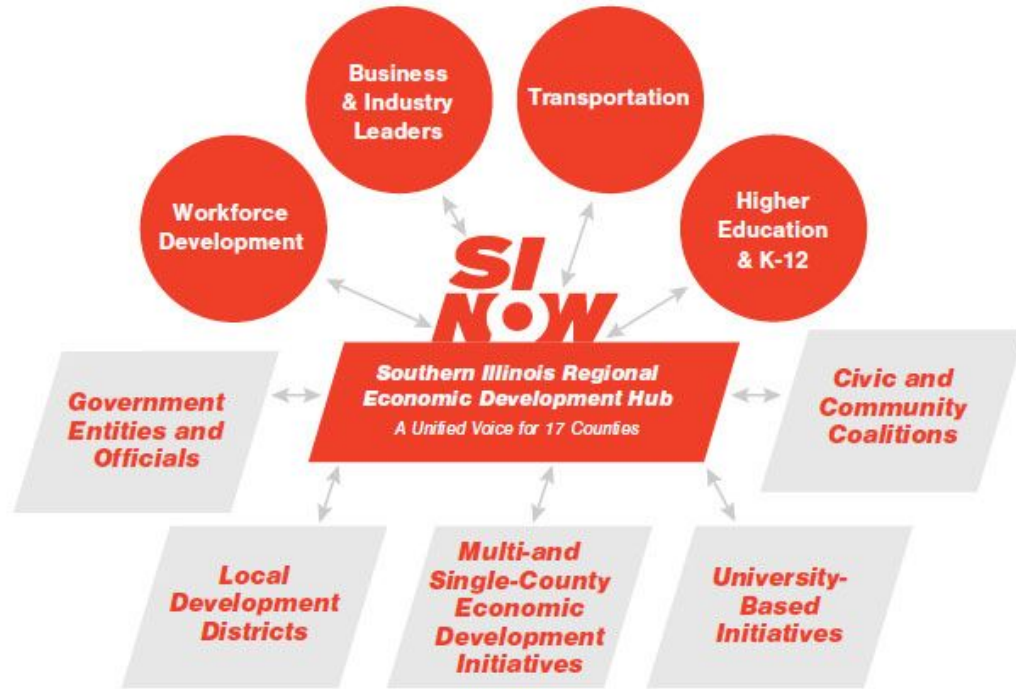 Business
& Industry
Leaders
Transportation
Workforce
Development
Higher
Education
& K-12
SI
NOW
Southern Illinois Regional
Economic Development Hub
A Unified Voice for 17 Counties
Government
Entities and
Officials
Civic and
Community
Coalitions
Local
Development
Districts
Multi-and
Single-County
Economic
Development
Initiatives
University-
Based
Initiatives